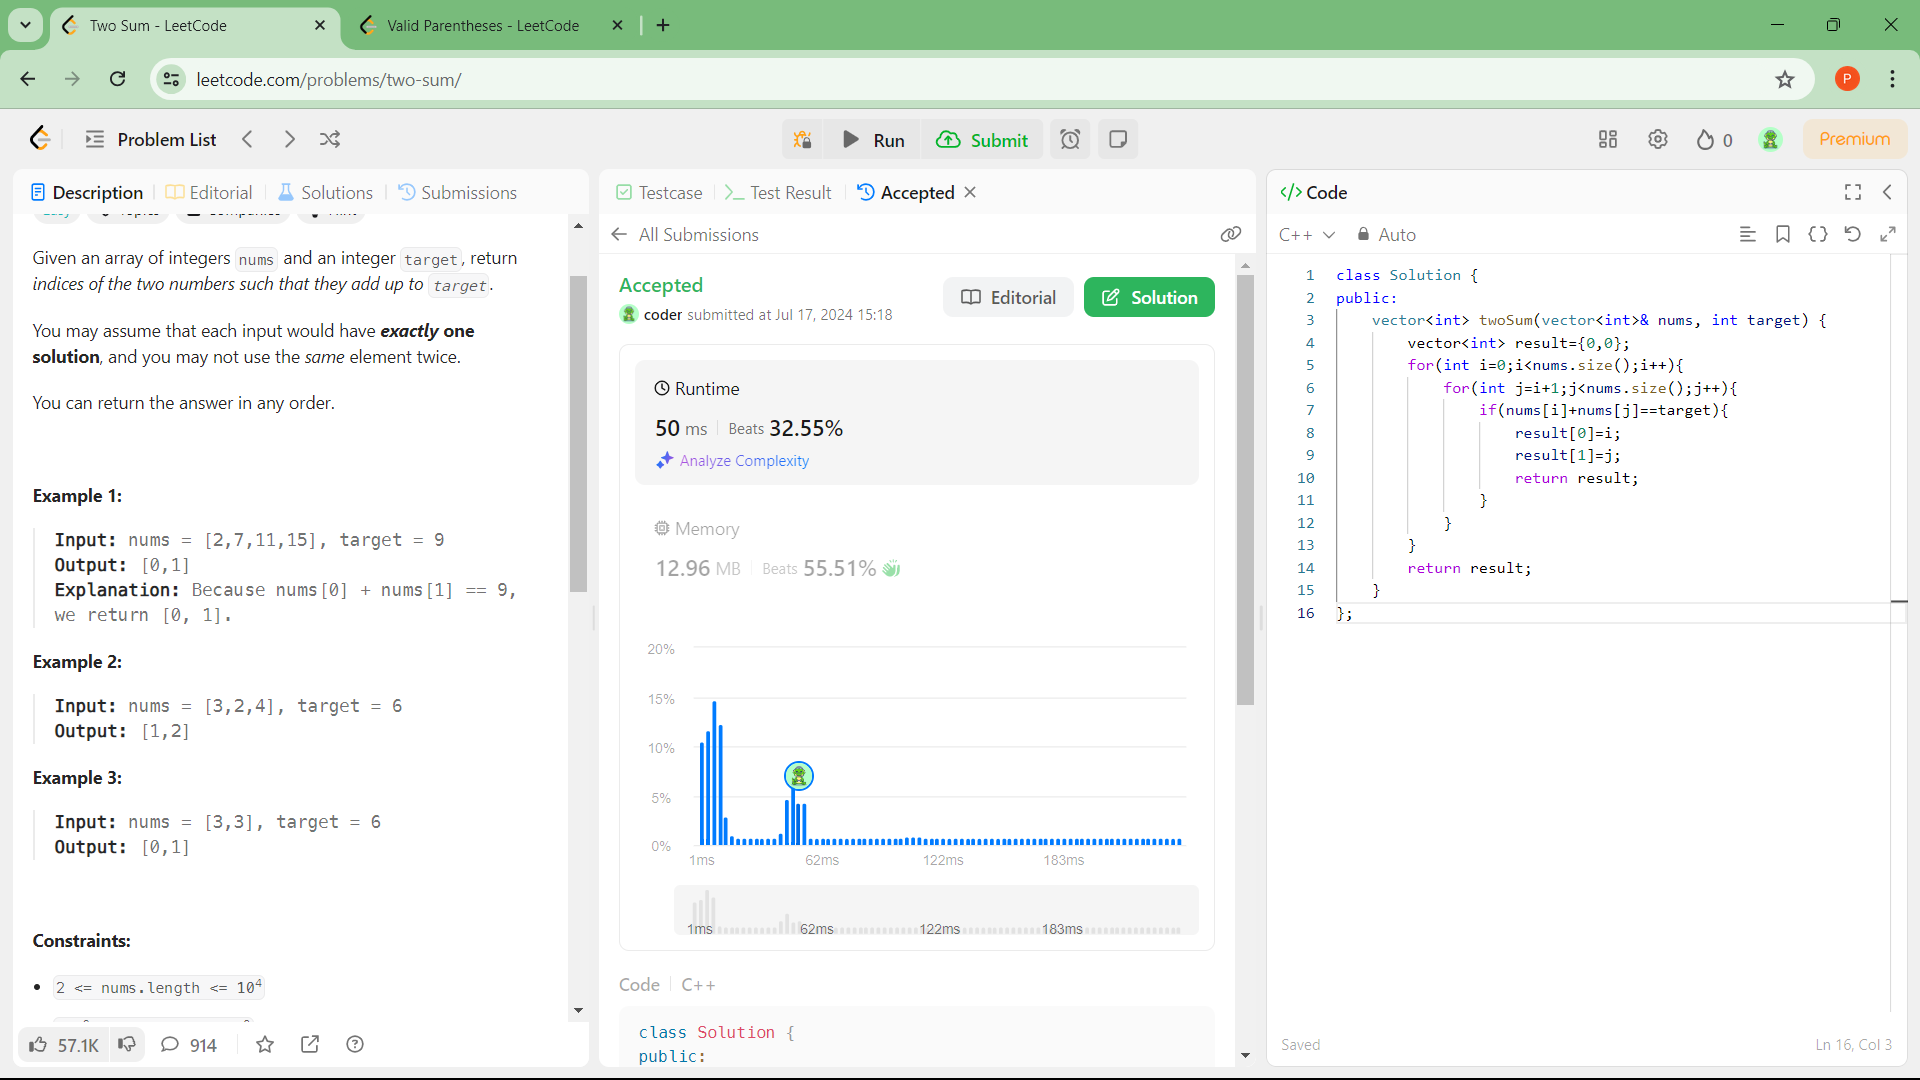 Two Sum - LeetCode
Valid Parentheses - LeetCode
leetcode.com/problems/two-sum/
P
Problem List
Run
Submit
0
Premium
Description
Editorial
Solutions
Submissions
Given an array of integers nums and an integer target, return
indices of the two numbers such that they add up to target.
You may assume that each input would have exactly one
solution, and you may not use the same element twice.
You can return the answer in any order.
Example 1:
Input: nums = [2,7,11,15], target = 9
Output: [0,1]
Explanation: Because nums[0] + nums[1] == 9,
we return [0, 1].
Example 2:
Input: nums = [3,2,4], target = 6
Output: [1,2]
Example 3:
Input: nums = [3,3], target = 6
Output: [0,1]
Constraints:
2 <= nums.length <= 10⁴
57.1K
914
Testcase
Test Result
Accepted
All Submissions
Accepted
coder submitted at Jul 17, 2024 15:18
Editorial
Solution
Runtime
50 ms | Beats 32.55%
Analyze Complexity
Memory
12.96 MB | Beats 55.51%
20%
15%
10%
5%
0%
1ms 62ms 122ms 183ms
1ms 62ms 122ms 183ms
Code | C++
class Solution {
public:
Code
C++
Auto
1 class Solution {
2 public:
3     vector<int> twoSum(vector<int>& nums, int target) {
4         vector<int> result={0,0};
5         for(int i=0;i<nums.size();i++){
6             for(int j=i+1;j<nums.size();j++){
7                 if(nums[i]+nums[j]==target){
8                     result[0]=i;
9                     result[1]=j;
10                     return result;
11                 }
12             }
13         }
14         return result;
15     }
16 };
Saved
Ln 16, Col 3